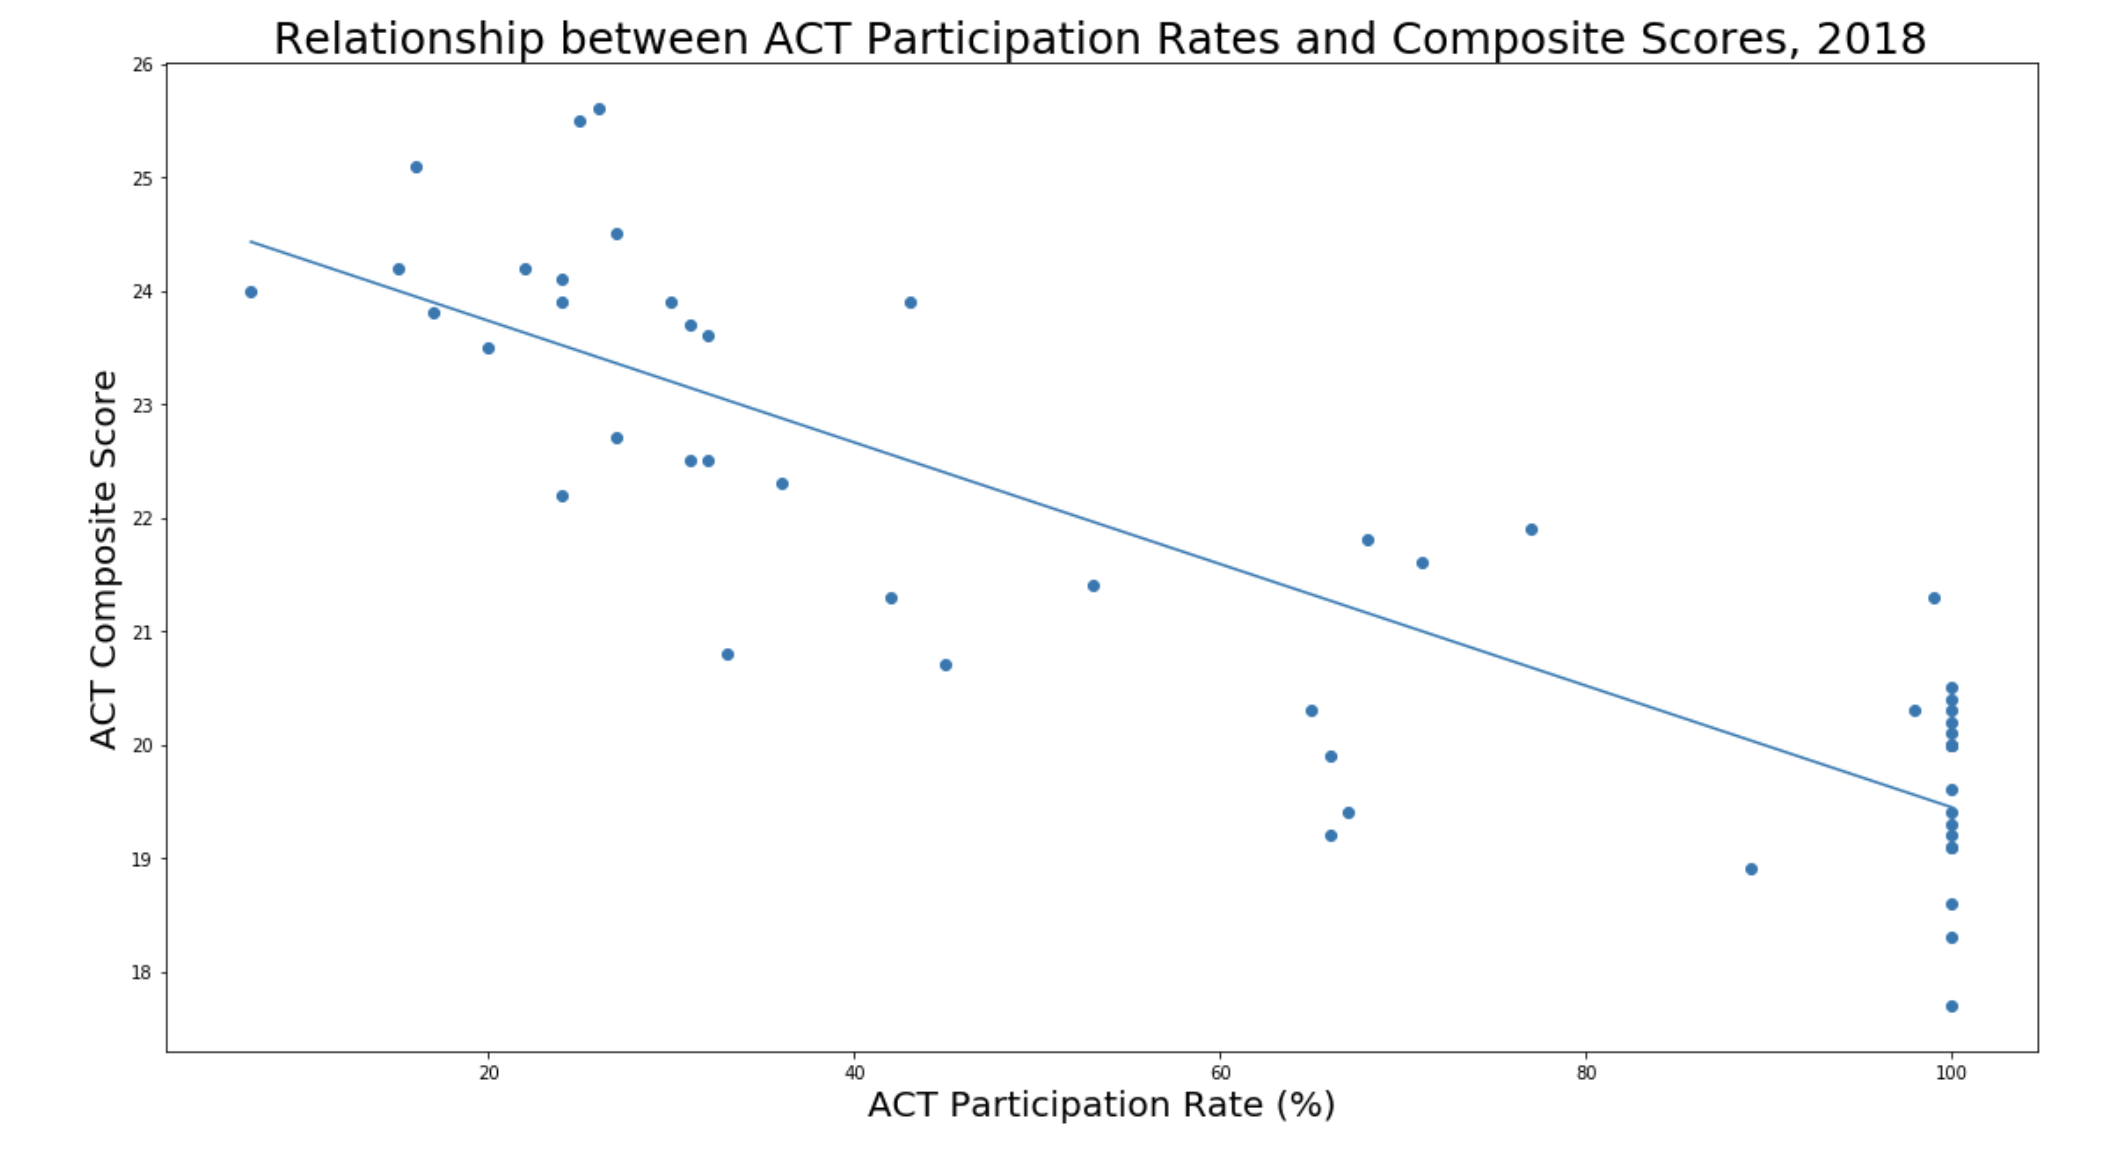 Relationship between ACT Participation Rates and Composite Scores, 2018
26
25
24
23
22
21
20
19
18
ACT Composite Score
20 40 60 80 100
ACT Participation Rate (%)